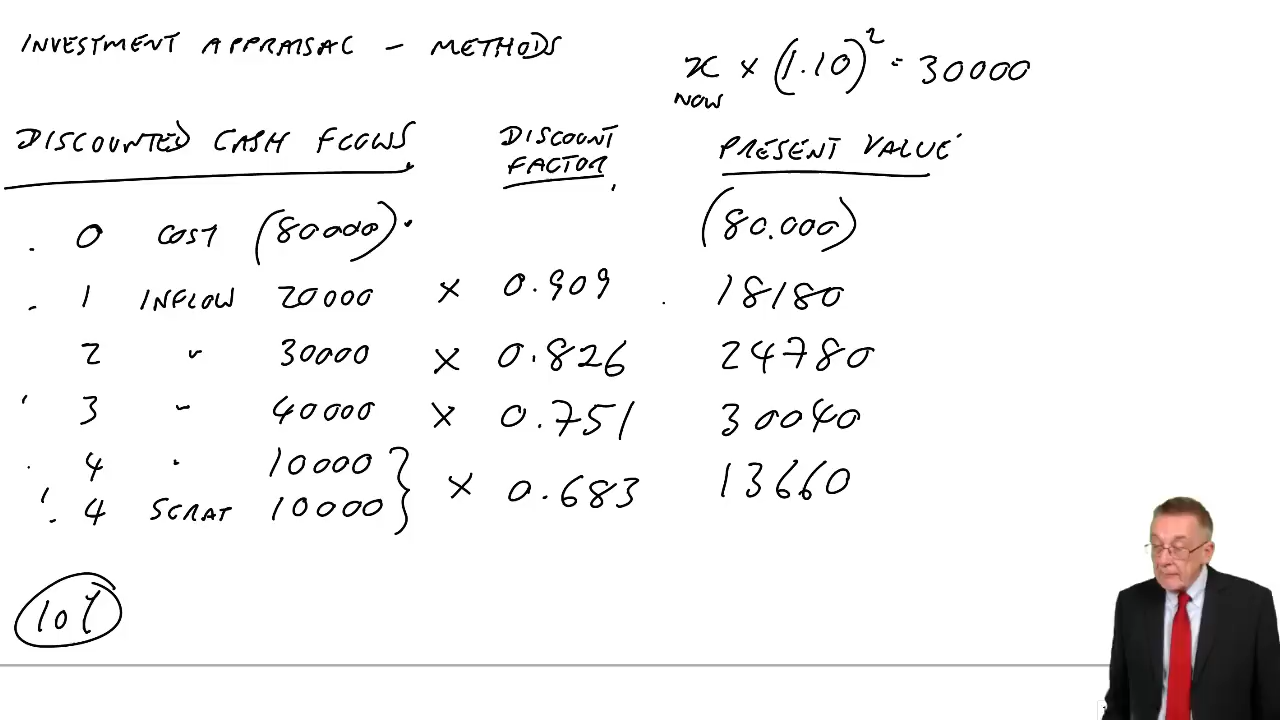 INVESTMENT APPRAISAL – METHODS
x × (1.10)² = 30000
NOW
DISCOUNTED CASH FLOWS DISCOUNT FACTOR PRESENT VALUE
0 COST (80000) (80.000)
1 INFLOW 20000 × 0.909 18180
2 " 30000 × 0.826 24780
3 " 40000 × 0.751 30040
4 " 10000
4 SCRAP 10000 } × 0.683 13660
10%